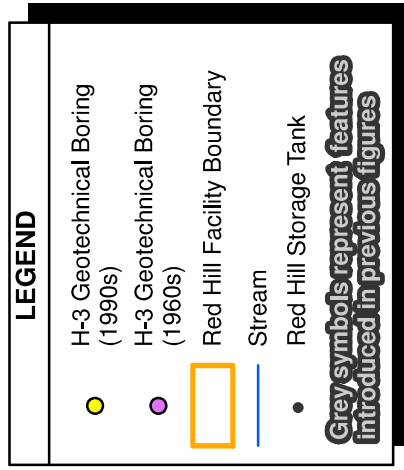 LEGEND
H-3 Geotechnical Boring
(1990s)
H-3 Geotechnical Boring
(1960s)
Red Hill Facility Boundary
Stream
Red Hill Storage Tank
Grey symbols represent features
introduced in previous figures